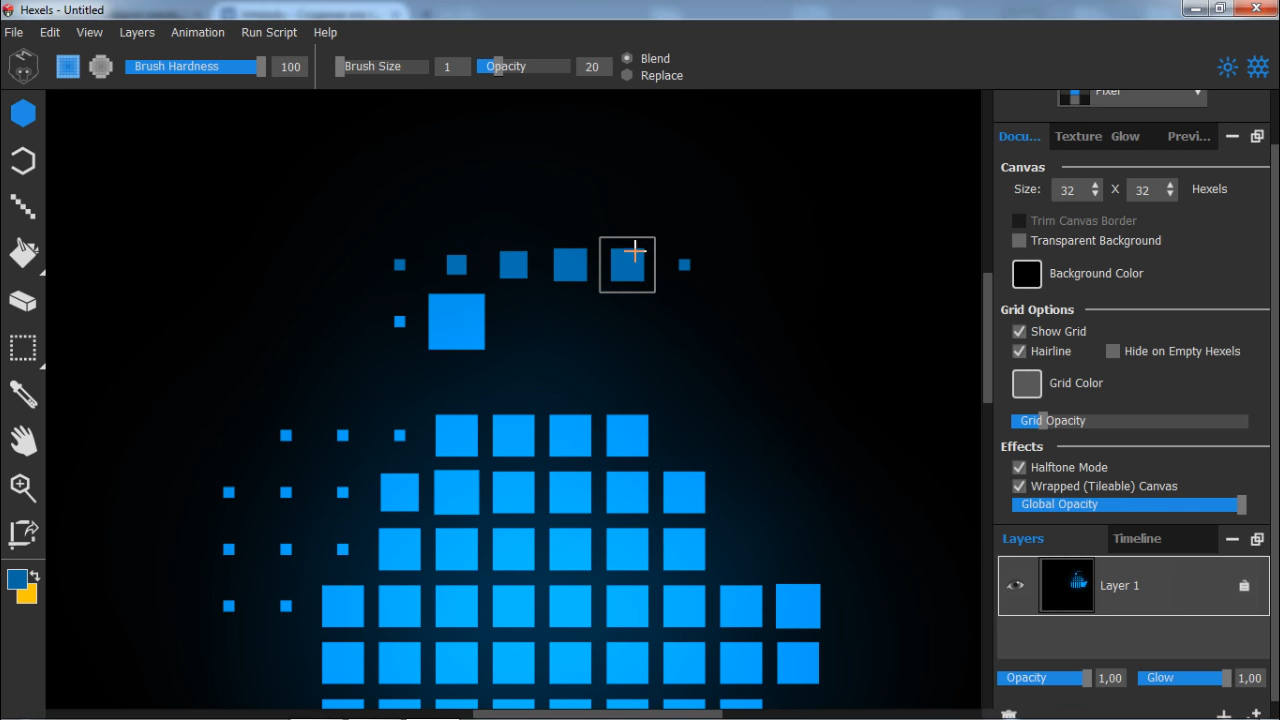 Hexels - Untitled
File Edit View Layers Animation Run Script Help
Brush Hardness 100 Brush Size 1 Opacity 20
Blend
Replace
Pixel
Docu... Texture Glow Previ...
Canvas
Size: 32 X 32 Hexels
Trim Canvas Border
Transparent Background
Background Color
Grid Options
Show Grid
Hairline Hide on Empty Hexels
Grid Color
Grid Opacity
Effects
Halftone Mode
Wrapped (Tileable) Canvas
Global Opacity
Layers Timeline
Layer 1
Opacity 1,00 Glow 1,00